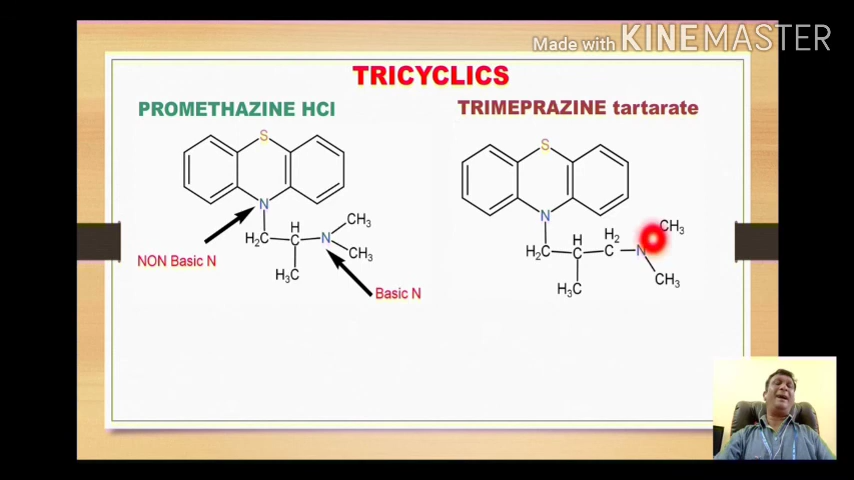 Made with KINEMASTER
TRICYCLICS
PROMETHAZINE HCl
TRIMEPRAZINE tartarate
S
N
H₂C
H
C
N
CH₃
CH₃
H₃C
NON Basic N
Basic N
S
N
H₂C
H
C
H₂
C
N
CH₃
CH₃
H₃C